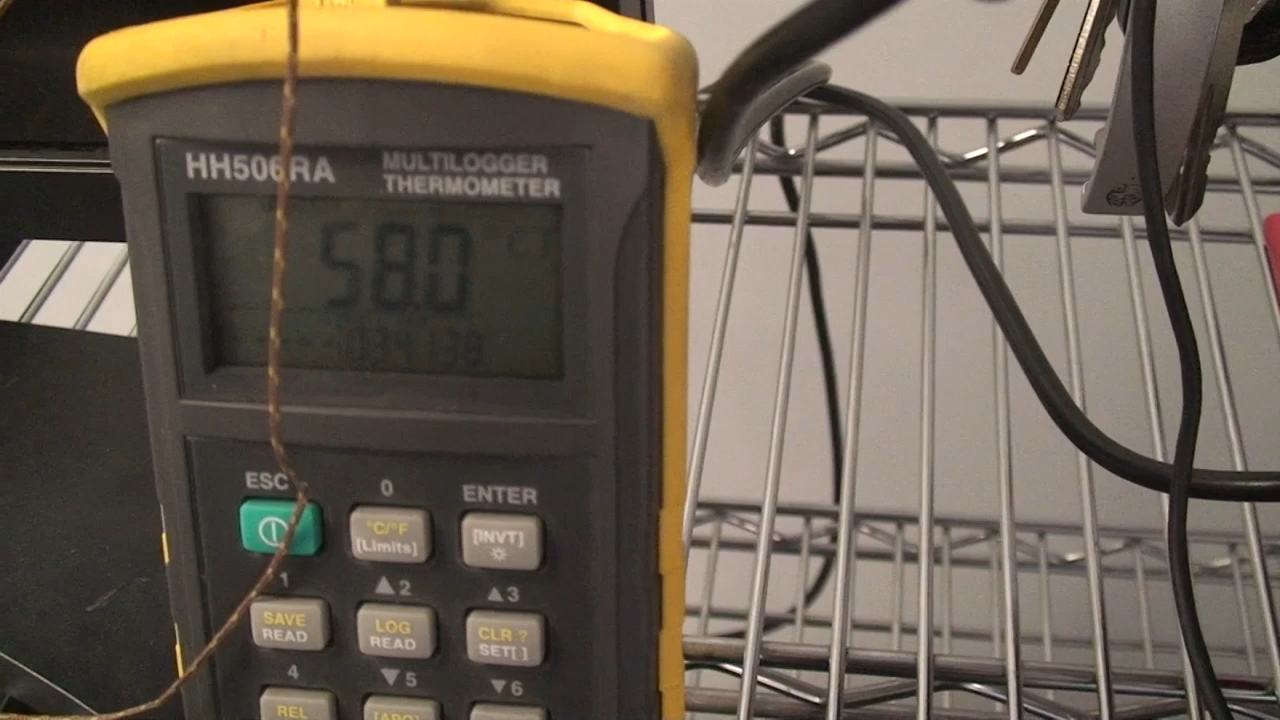 HH506RA
MULTILOGGER
THERMOMETER
58.0
ESC
0
ENTER
°C/°F
[Limits]
[INVT]
1
▲2
▲3
SAVE
READ
LOG
READ
CLR ?
SET[ ]
4
▼5
▼6
REL